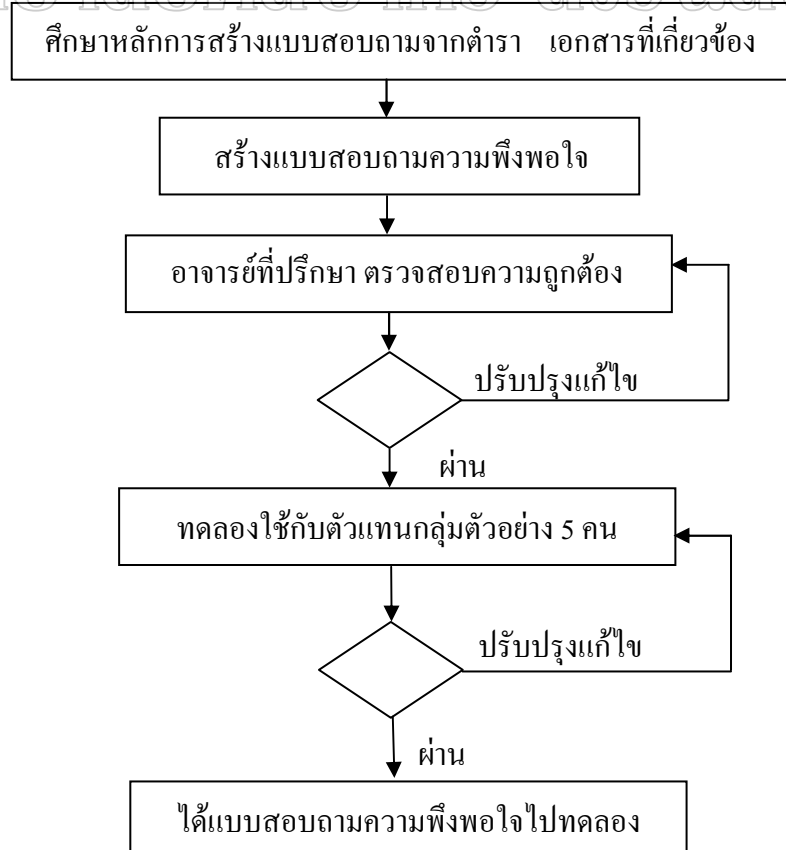 ศึกษาหลักการสร้างแบบสอบถามจากตำรา เอกสารที่เกี่ยวข้อง
สร้างแบบสอบถามความพึงพอใจ
อาจารย์ที่ปรึกษา ตรวจสอบความถูกต้อง
ปรับปรุงแก้ไข
ผ่าน
ทดลองใช้กับตัวแทนกลุ่มตัวอย่าง 5 คน
ปรับปรุงแก้ไข
ผ่าน
ได้แบบสอบถามความพึงพอใจไปทดลอง